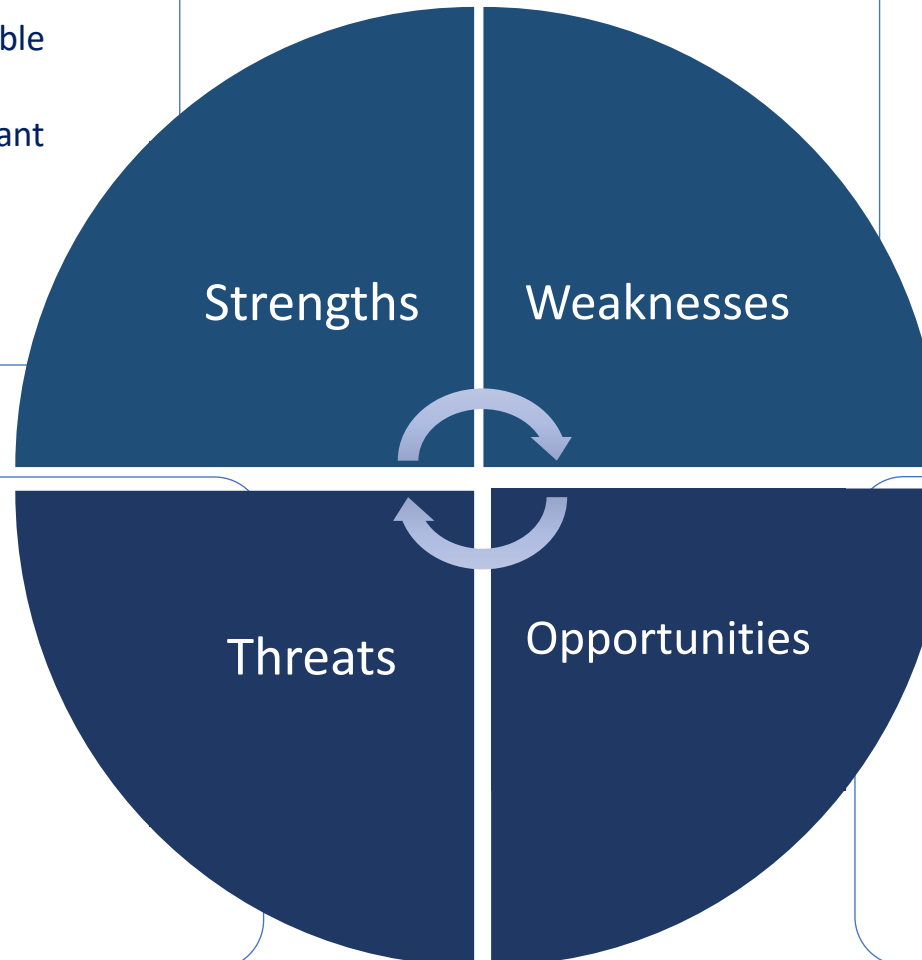 ble
ant
Strengths
Weaknesses
Threats
Opportunities